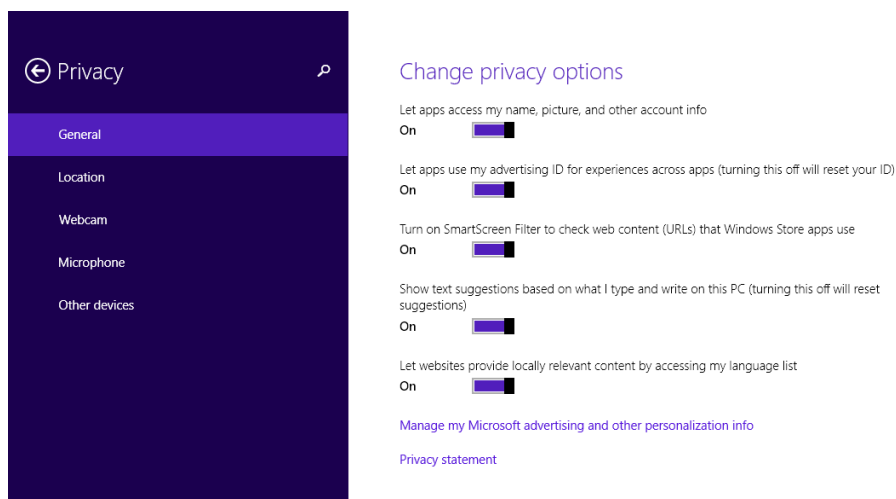 Privacy
General
Location
Webcam
Microphone
Other devices
Change privacy options
Let apps access my name, picture, and other account info
On
Let apps use my advertising ID for experiences across apps (turning this off will reset your ID)
On
Turn on SmartScreen Filter to check web content (URLs) that Windows Store apps use
On
Show text suggestions based on what I type and write on this PC (turning this off will reset
suggestions)
On
Let websites provide locally relevant content by accessing my language list
On
Manage my Microsoft advertising and other personalization info
Privacy statement